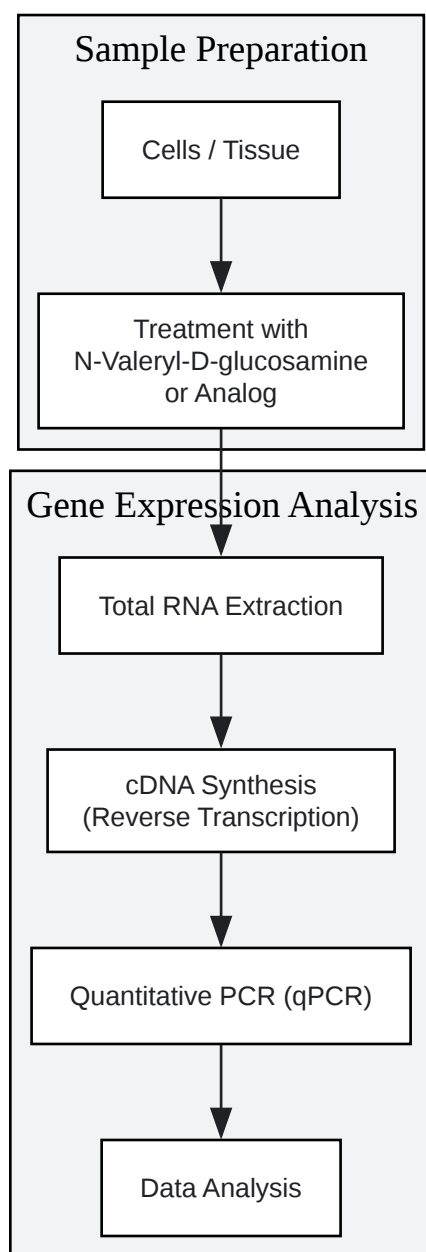 Sample Preparation
Cells / Tissue
Treatment with
N-Valeryl-D-glucosamine
or Analog
Gene Expression Analysis
Total RNA Extraction
cDNA Synthesis
(Reverse Transcription)
Quantitative PCR (qPCR)
Data Analysis